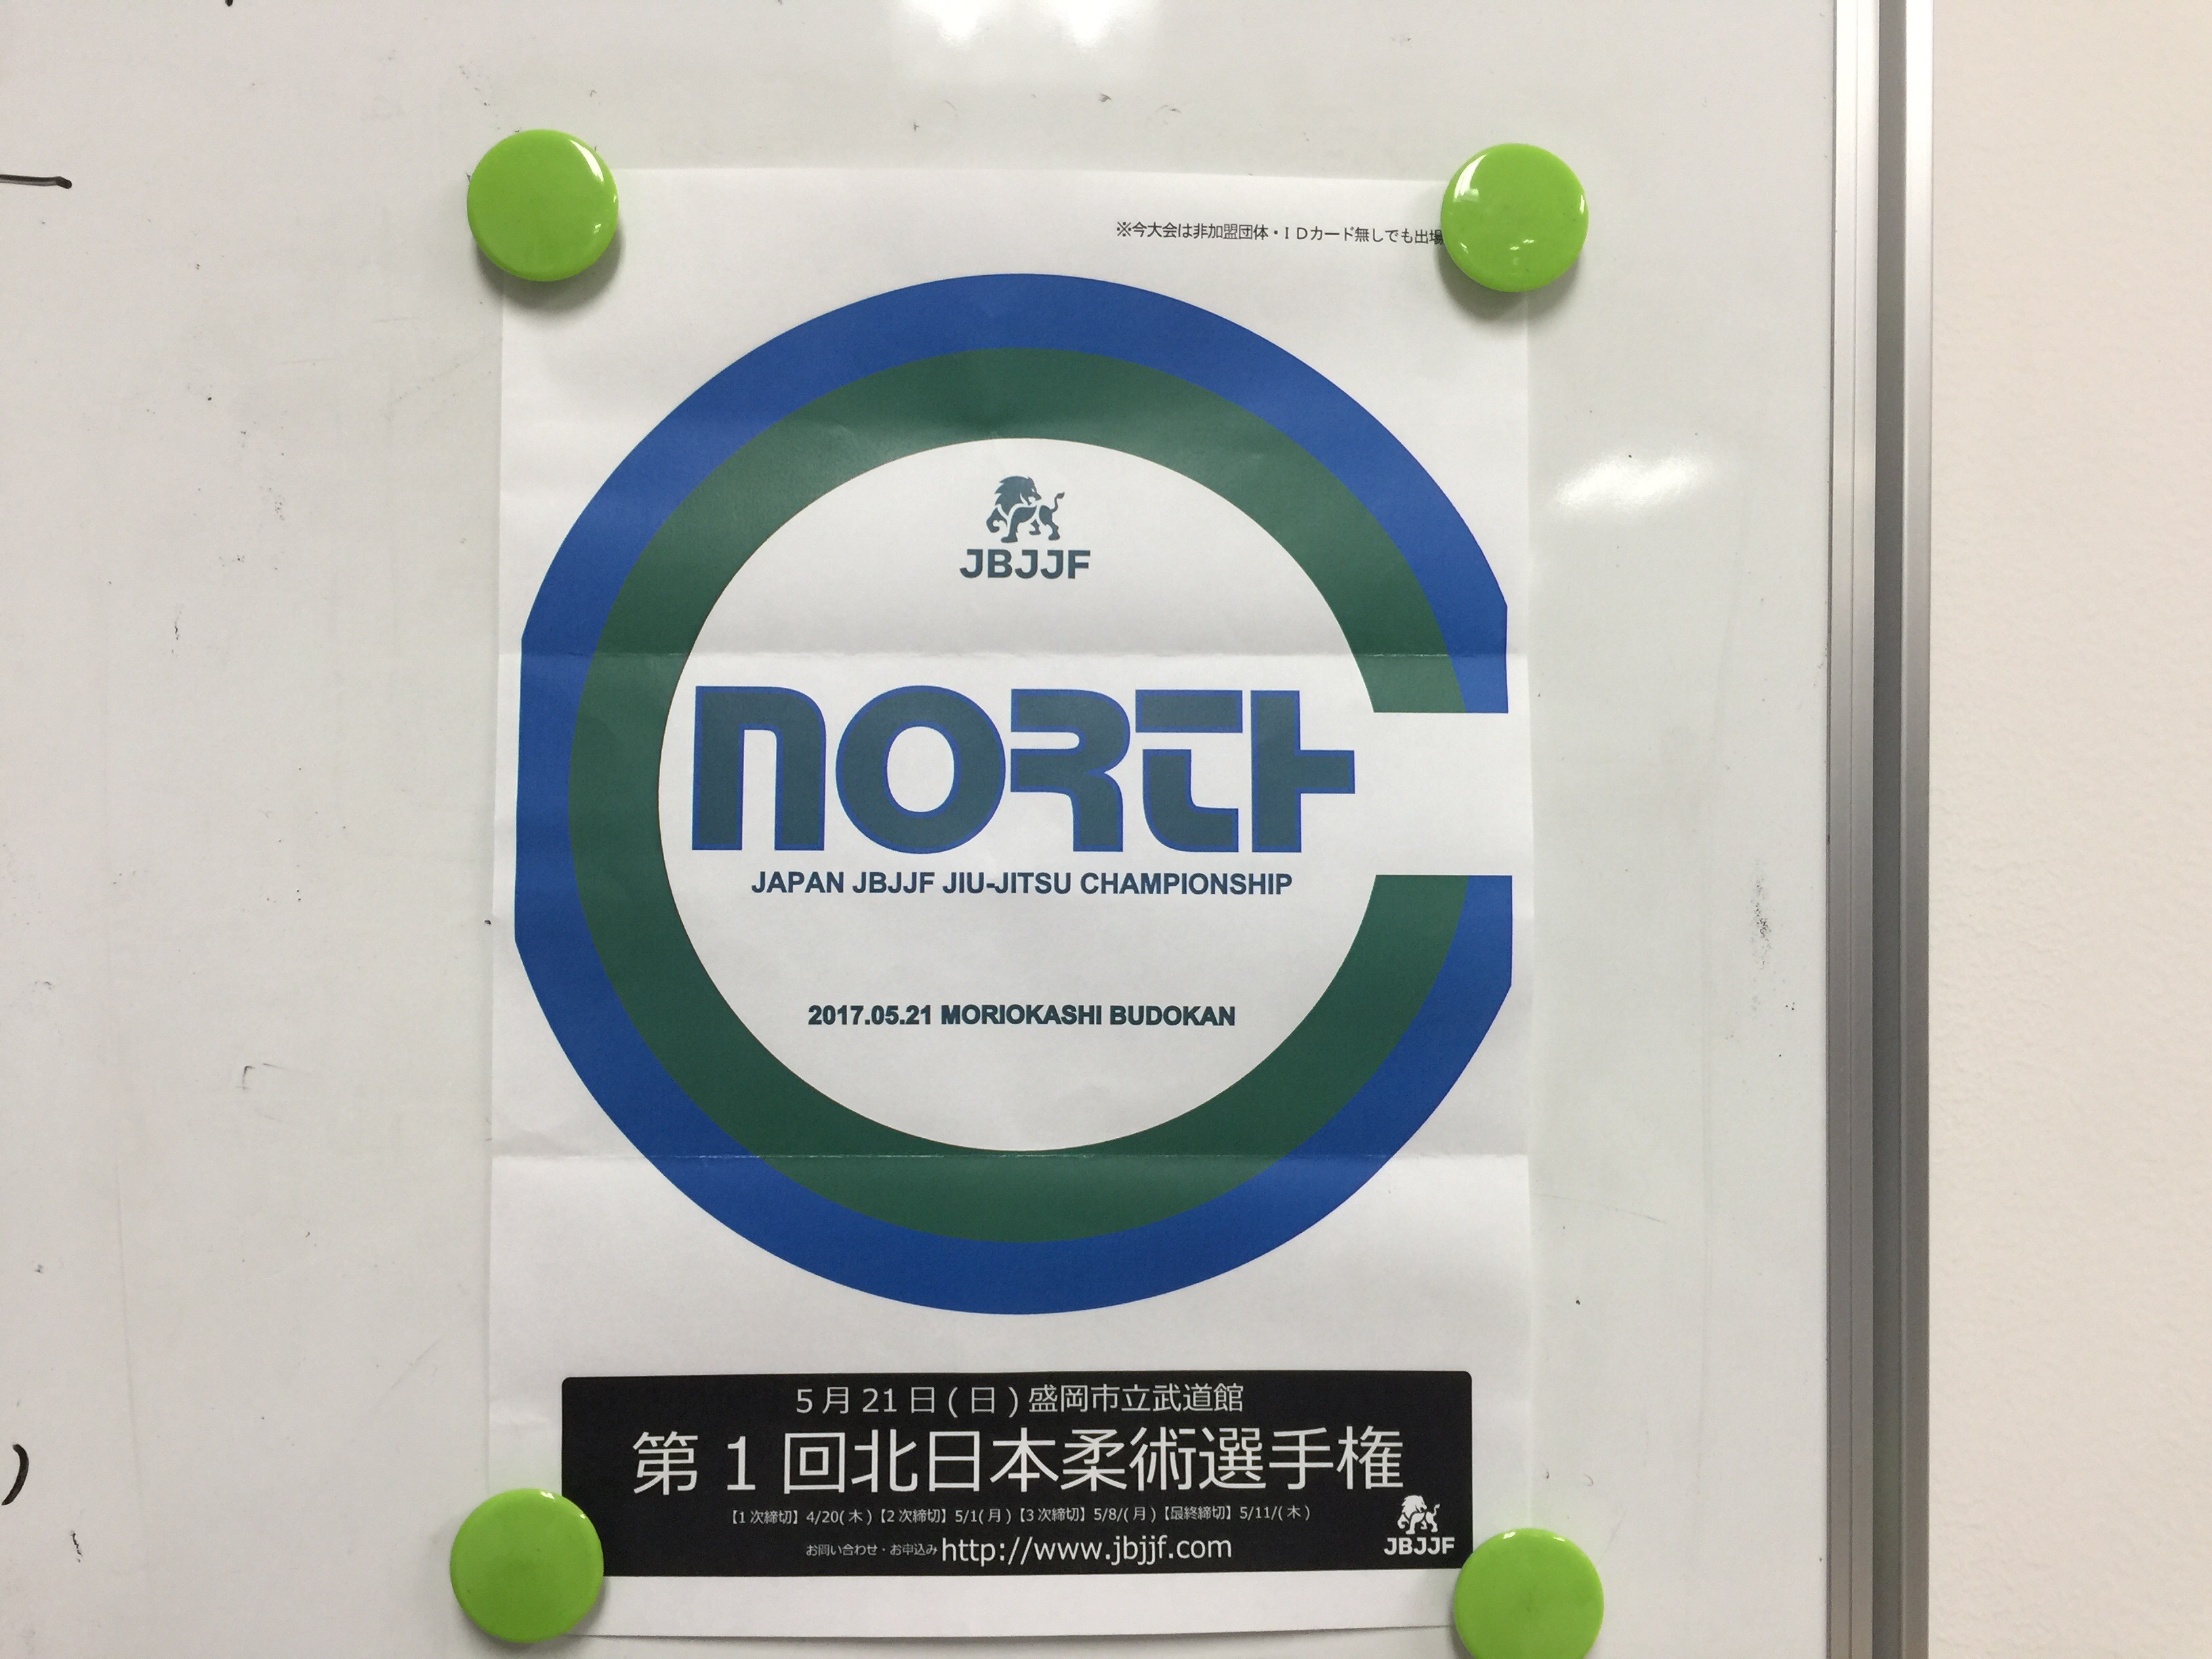 ※今大会は非加盟団体・IDカード無しでも出場
JBJJF
NORTH
JAPAN JBJJF JIU-JITSU CHAMPIONSHIP
2017.05.21 MORIOKASHI BUDOKAN
5月21日(日)盛岡市立武道館
第1回北日本柔術選手権
【1次締切】4/20(木)【2次締切】5/1(月)【3次締切】5/8/(月)【最終締切】5/11/(木)
お問い合わせ・お申込み http://www.jbjjf.com
JBJJF